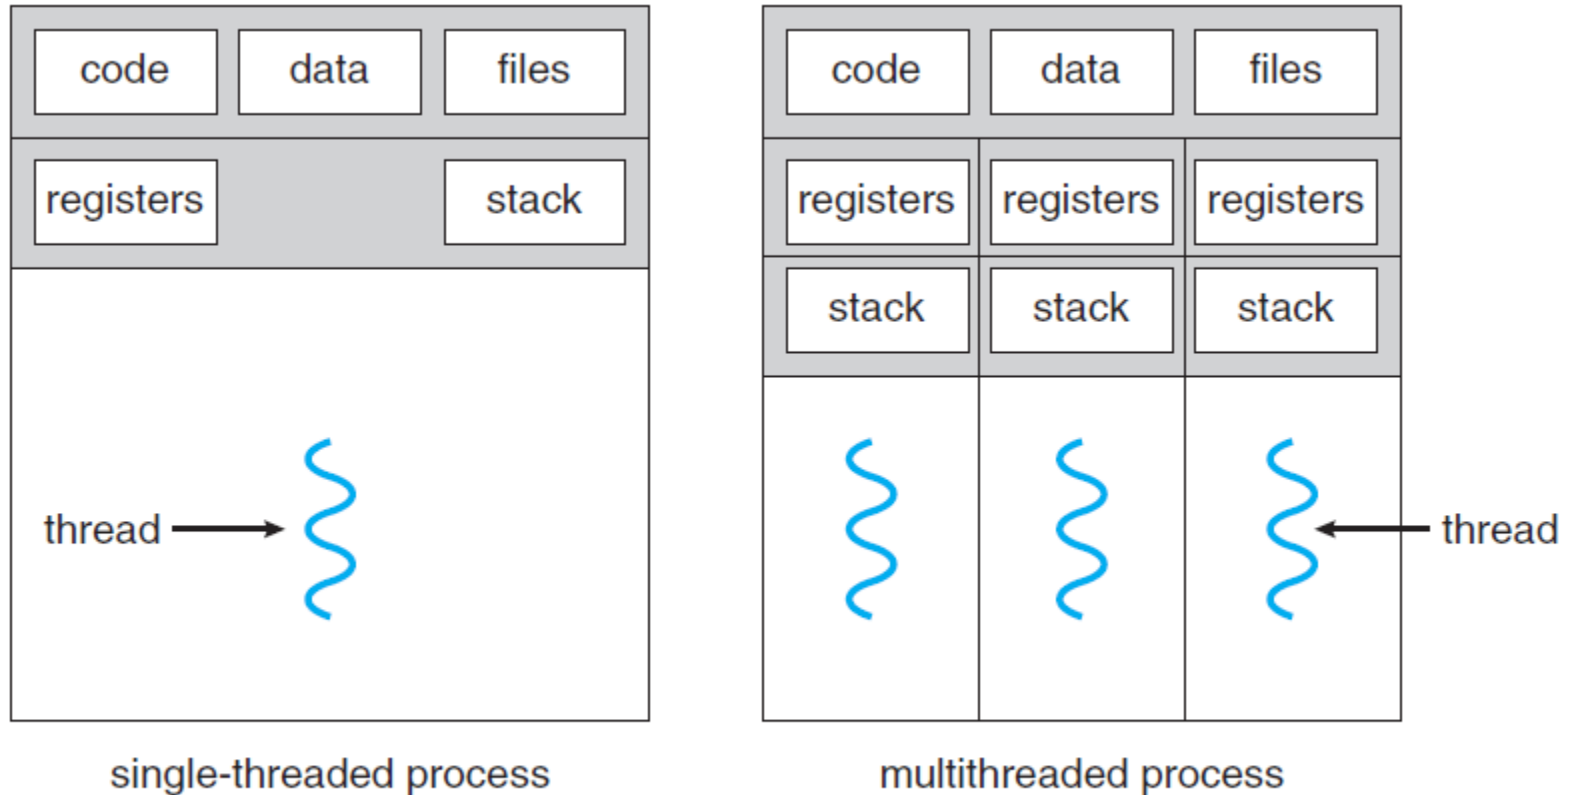 code data files code data files
registers stack registers registers registers
stack stack stack
thread thread
single-threaded process multithreaded process